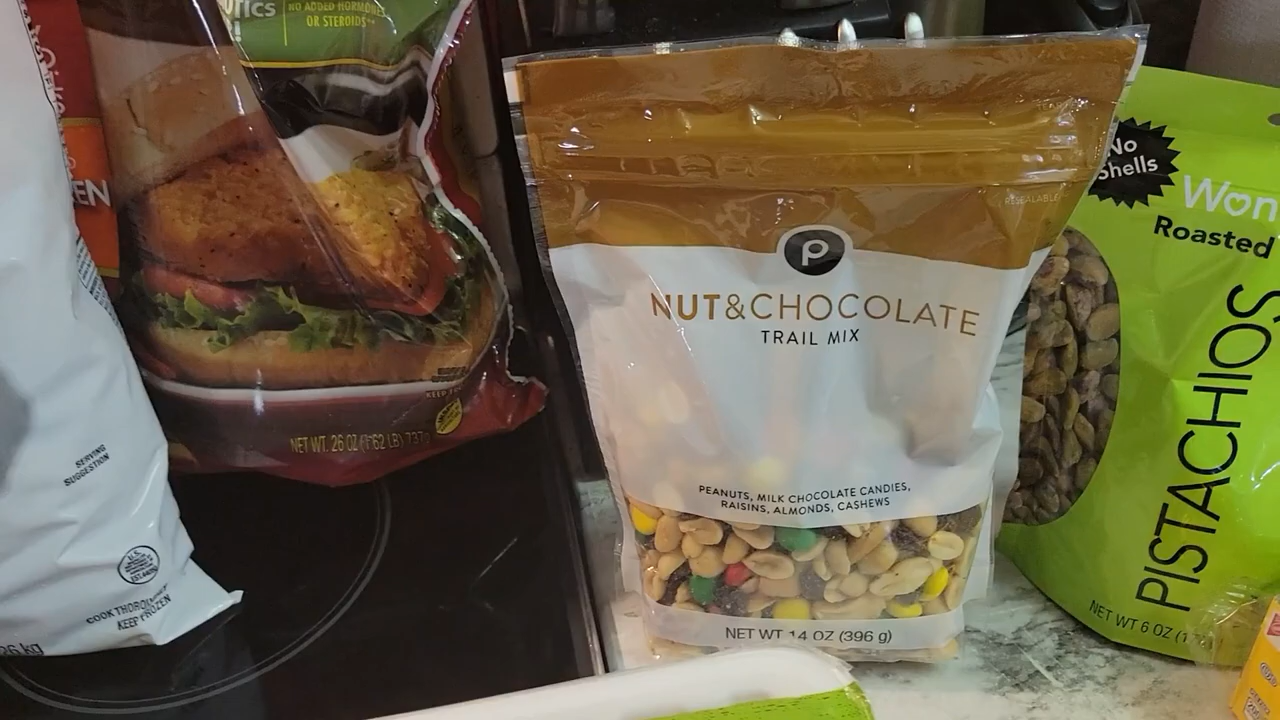 NO ADDED HORMONES
OR STEROIDS**
NET WT. 26 OZ (1.62 LB) 737g
SERVING
SUGGESTION
COOK THOROUGHLY
KEEP FROZEN
RESEALABLE
P
NUT&CHOCOLATE
TRAIL MIX
PEANUTS, MILK CHOCOLATE CANDIES,
RAISINS, ALMONDS, CASHEWS
NET WT 14 OZ (396 g)
No
Shells
Won
Roasted
PISTACHIOS
NET WT 6 OZ